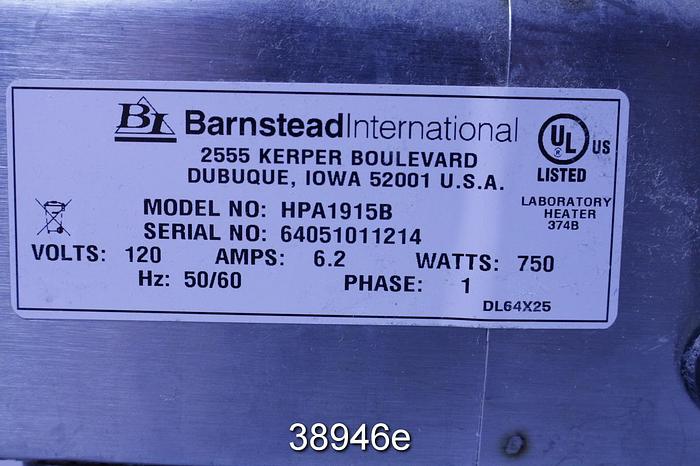 BI BarnsteadInternational
2555 KERPER BOULEVARD
DUBUQUE, IOWA 52001 U.S.A.
UL US
®
LISTED
LABORATORY
HEATER
374B
MODEL NO: HPA1915B
SERIAL NO: 64051011214
VOLTS: 120 AMPS: 6.2 WATTS: 750
Hz: 50/60 PHASE: 1
DL64X25
38946e